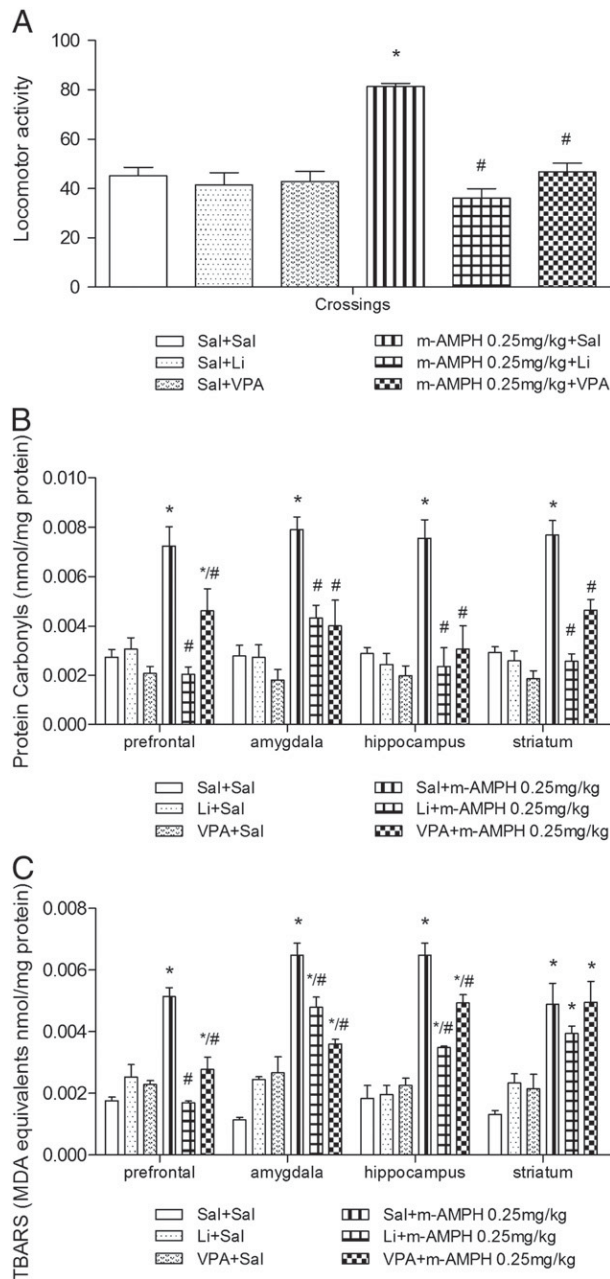 A
Locomotor activity
100
80
60
40
20
0
*
#
#
Crossings
Sal+Sal
Sal+Li
Sal+VPA
m-AMPH 0.25mg/kg+Sal
m-AMPH 0.25mg/kg+Li
m-AMPH 0.25mg/kg+VPA
B
Protein Carbonyls (nmol/mg protein)
0.010
0.008
0.006
0.004
0.002
0.000
*
#
*/#
*
#
#
*
#
#
*
#
#
prefrontal
amygdala
hippocampus
striatum
Sal+Sal
Li+Sal
VPA+Sal
Sal+m-AMPH 0.25mg/kg
Li+m-AMPH 0.25mg/kg
VPA+m-AMPH 0.25mg/kg
C
TBARS (MDA equivalents nmol/mg protein)
0.008
0.006
0.004
0.002
0.000
*
#
*/#
*
*/#
*/#
*
*/#
*/#
*
*
*
prefrontal
amygdala
hippocampus
striatum
Sal+Sal
Li+Sal
VPA+Sal
Sal+m-AMPH 0.25mg/kg
Li+m-AMPH 0.25mg/kg
VPA+m-AMPH 0.25mg/kg